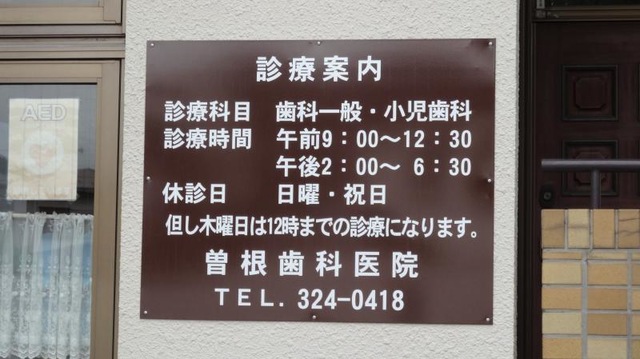 AED
診療案内
診療科目 歯科一般・小児歯科
診療時間 午前9:00～12:30
午後2:00～ 6:30
休診日 日曜・祝日
但し木曜日は12時までの診療になります。
曽根歯科医院
TEL. 324-0418